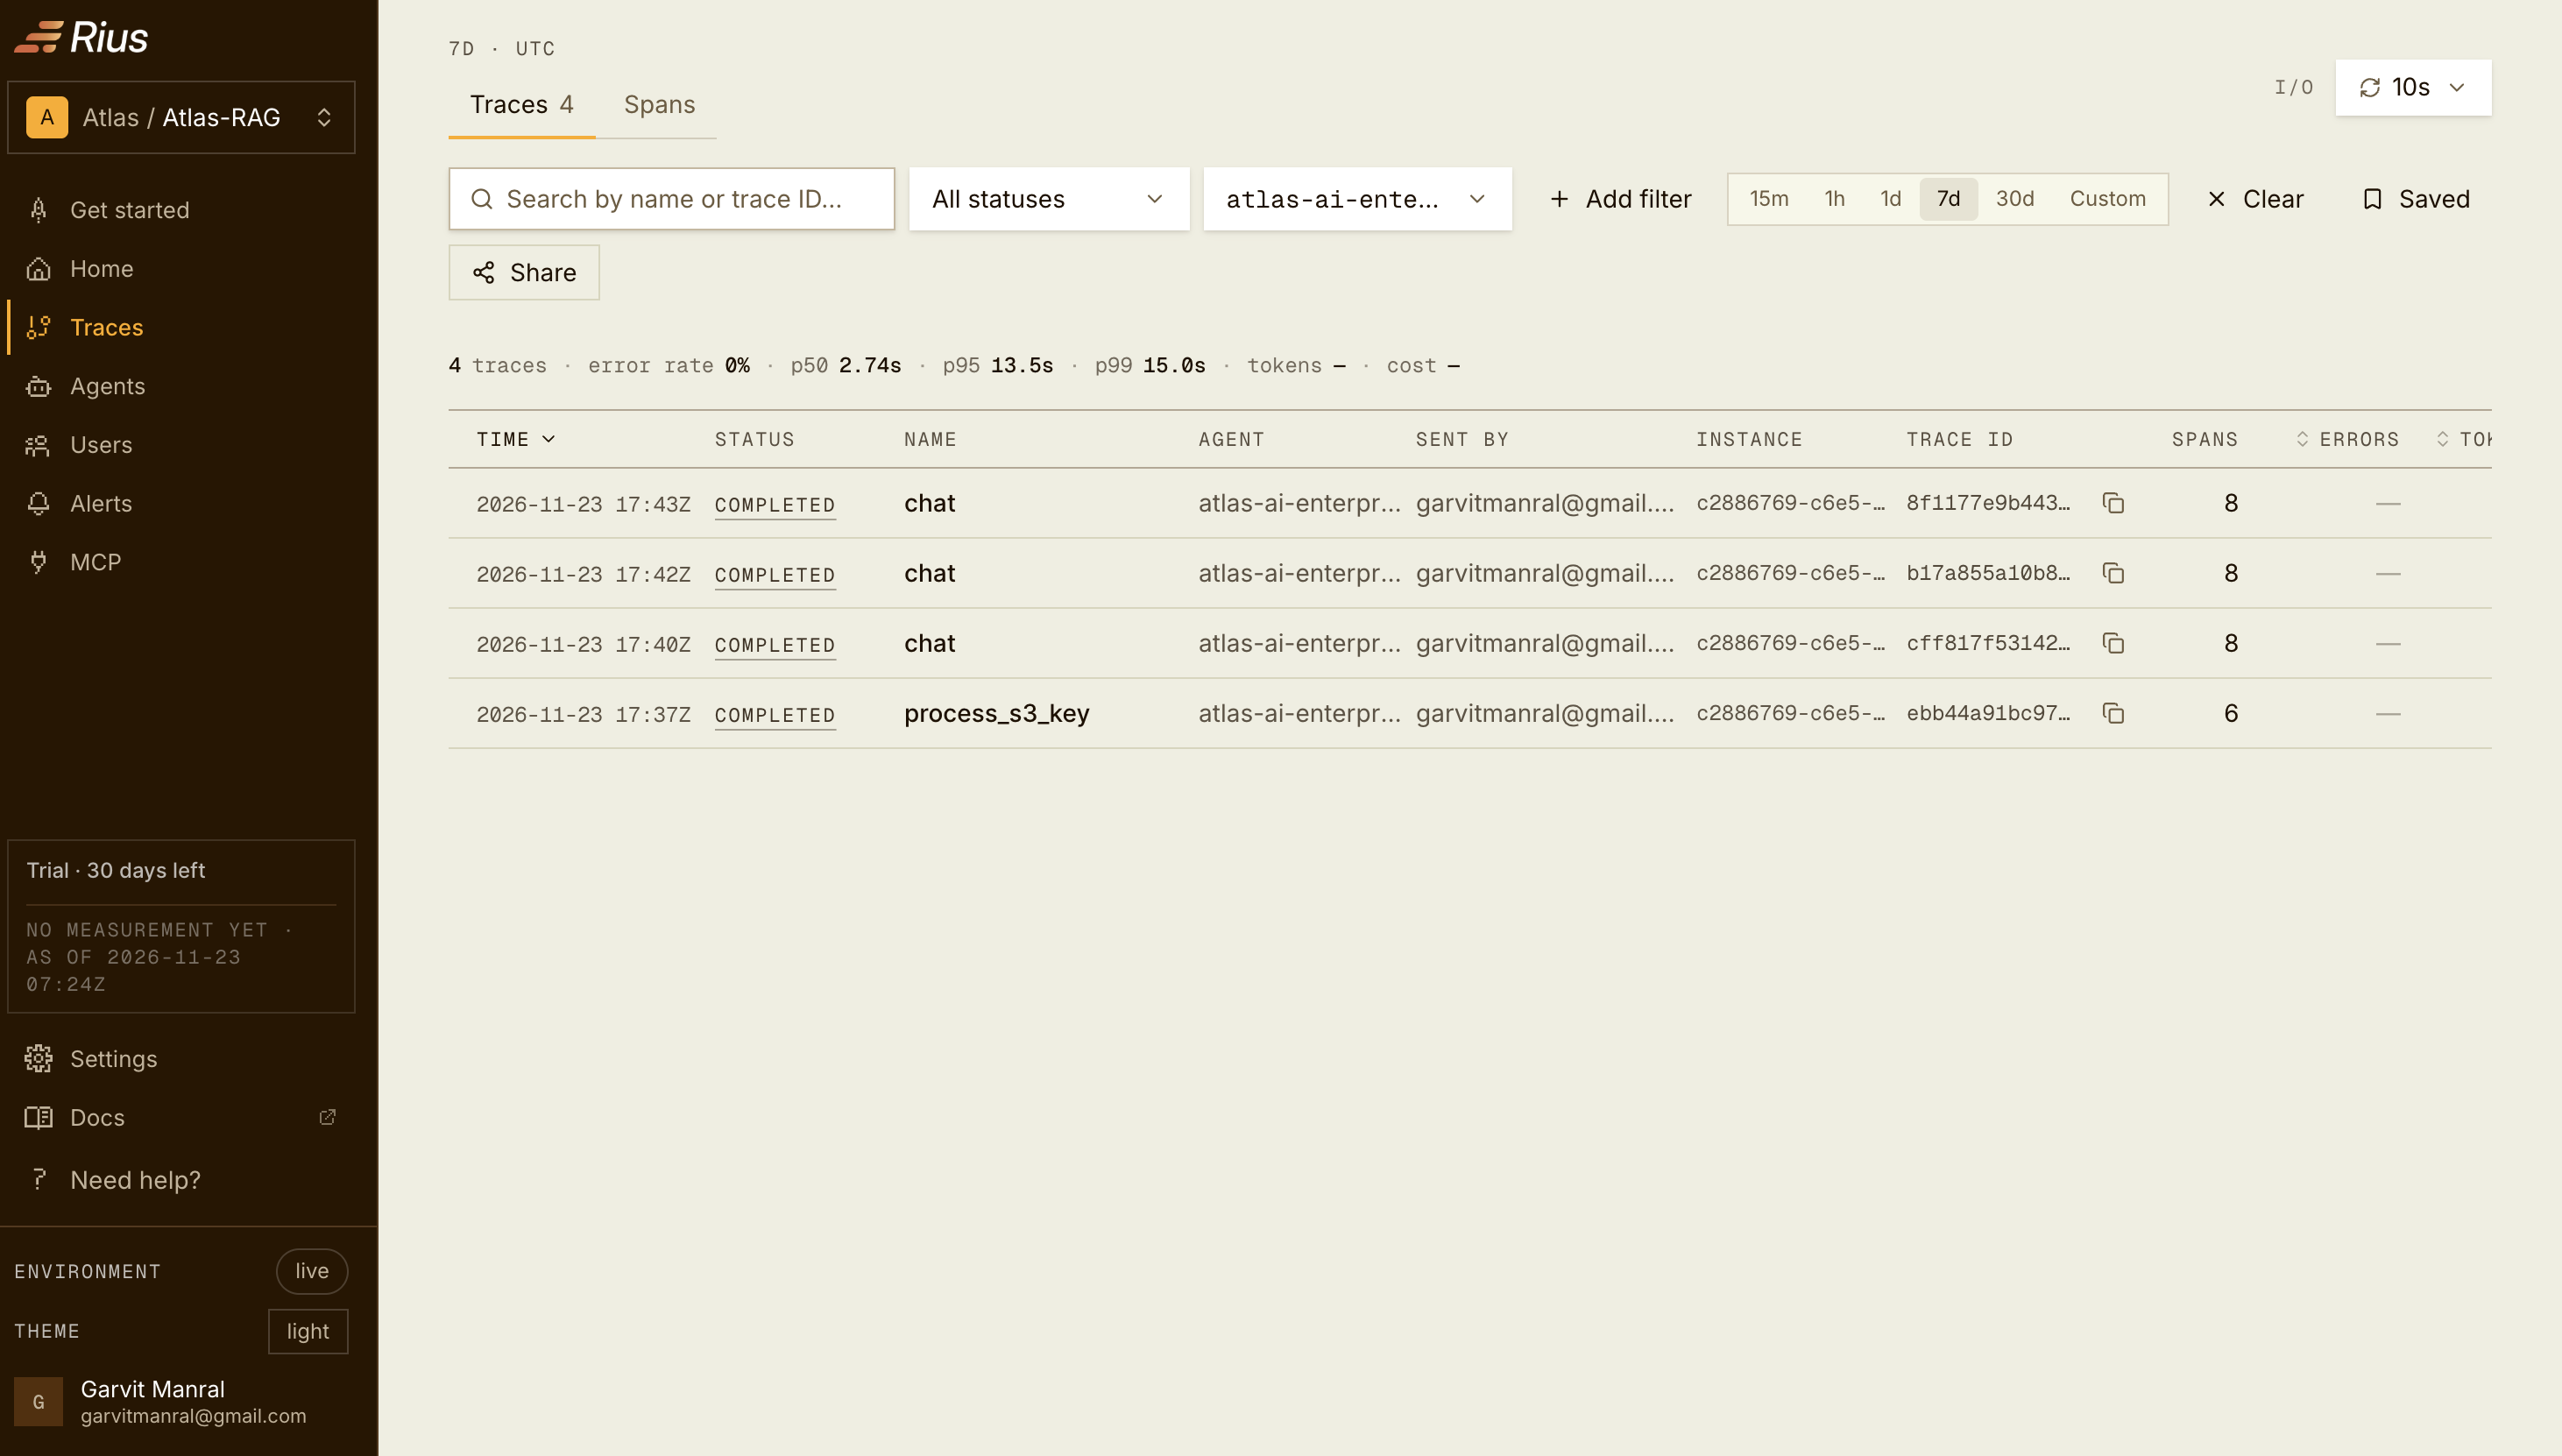 Rius
A
Atlas / Atlas-RAG
Get started
Home
Traces
Agents
Users
Alerts
MCP
Trial · 30 days left
NO MEASUREMENT YET ·
AS OF 2026-11-23
07:24Z
Settings
Docs
Need help?
ENVIRONMENT live
THEME light
G
Garvit Manral
garvitmanral@gmail.com
7D · UTC
Traces 4 Spans
I/O 10s
Search by name or trace ID...
All statuses
atlas-ai-ente...
+ Add filter
15m 1h 1d 7d 30d Custom
Clear
Saved
Share
4 traces · error rate 0% · p50 2.74s · p95 13.5s · p99 15.0s · tokens — · cost —
TIME STATUS NAME AGENT SENT BY INSTANCE TRACE ID SPANS ERRORS TOK
2026-11-23 17:43Z COMPLETED chat atlas-ai-enterpr... garvitmanral@gmail.... c2886769-c6e5-… 8f1177e9b443… 8 —
2026-11-23 17:42Z COMPLETED chat atlas-ai-enterpr... garvitmanral@gmail.... c2886769-c6e5-… b17a855a10b8… 8 —
2026-11-23 17:40Z COMPLETED chat atlas-ai-enterpr... garvitmanral@gmail.... c2886769-c6e5-… cff817f53142… 8 —
2026-11-23 17:37Z COMPLETED process_s3_key atlas-ai-enterpr... garvitmanral@gmail.... c2886769-c6e5-… ebb44a91bc97… 6 —